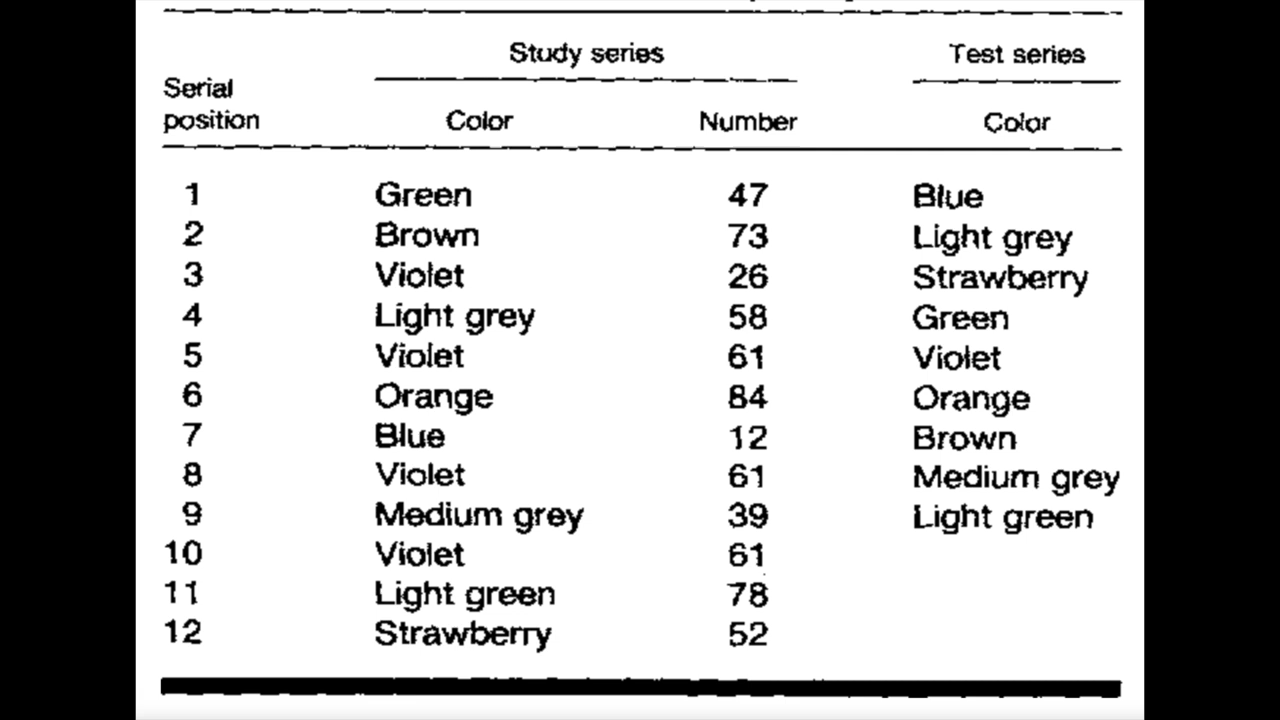 Study series Test series
Serial
position Color Number Color
1 Green 47 Blue
2 Brown 73 Light grey
3 Violet 26 Strawberry
4 Light grey 58 Green
5 Violet 61 Violet
6 Orange 84 Orange
7 Blue 12 Brown
8 Violet 61 Medium grey
9 Medium grey 39 Light green
10 Violet 61
11 Light green 78
12 Strawberry 52